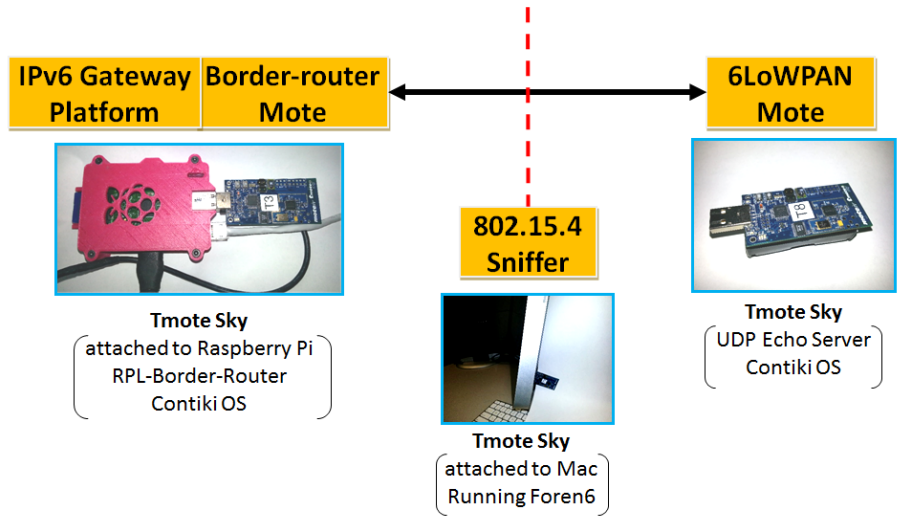 IPv6 Gateway
Platform
Border-router
Mote
6LoWPAN
Mote
T3
T8
802.15.4
Sniffer
Tmote Sky
attached to Raspberry Pi
RPL-Border-Router
Contiki OS
Tmote Sky
UDP Echo Server
Contiki OS
Tmote Sky
attached to Mac
Running Foren6